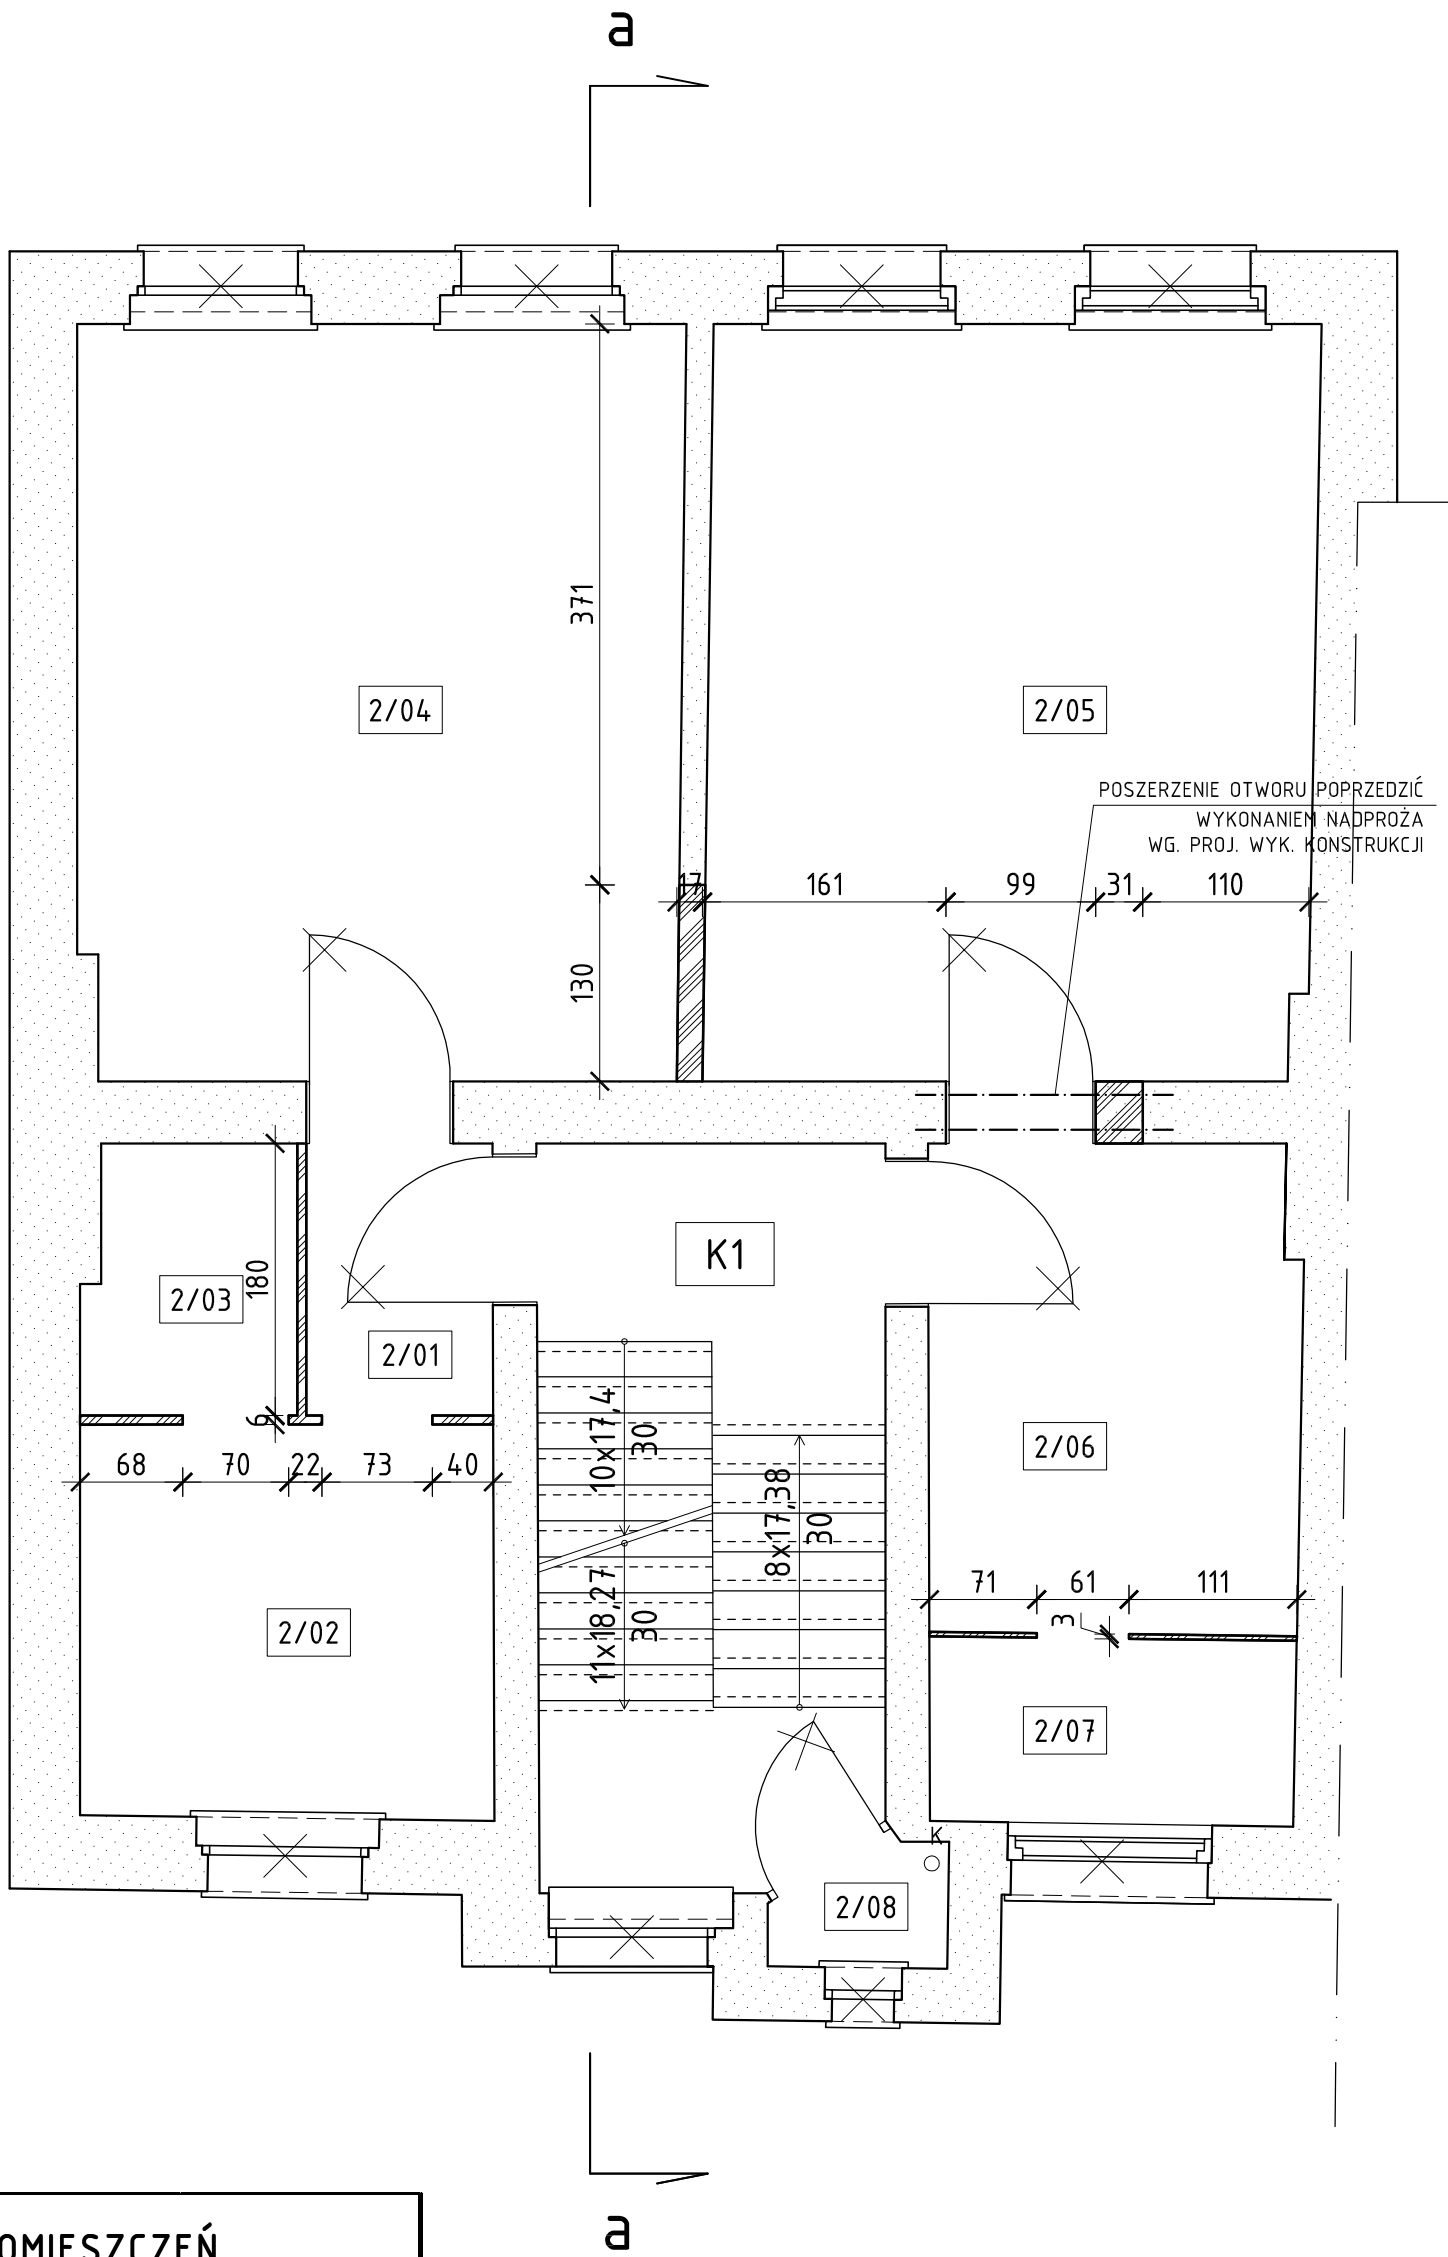 a
371
2/04
2/05
POSZERZENIE OTWORU POPRZEDZIĆ
WYKONANIEM NADPROŻA
WG. PROJ. WYK. KONSTRUKCJI
17
161
99
31
110
130
K1
180
2/03
2/01
10x17,4
30
6
68
70
22
73
40
2/06
8x17,38
30
11x18,27
30
71
61
111
3
2/02
2/07
K
2/08
a
OMIESZCZEŃ